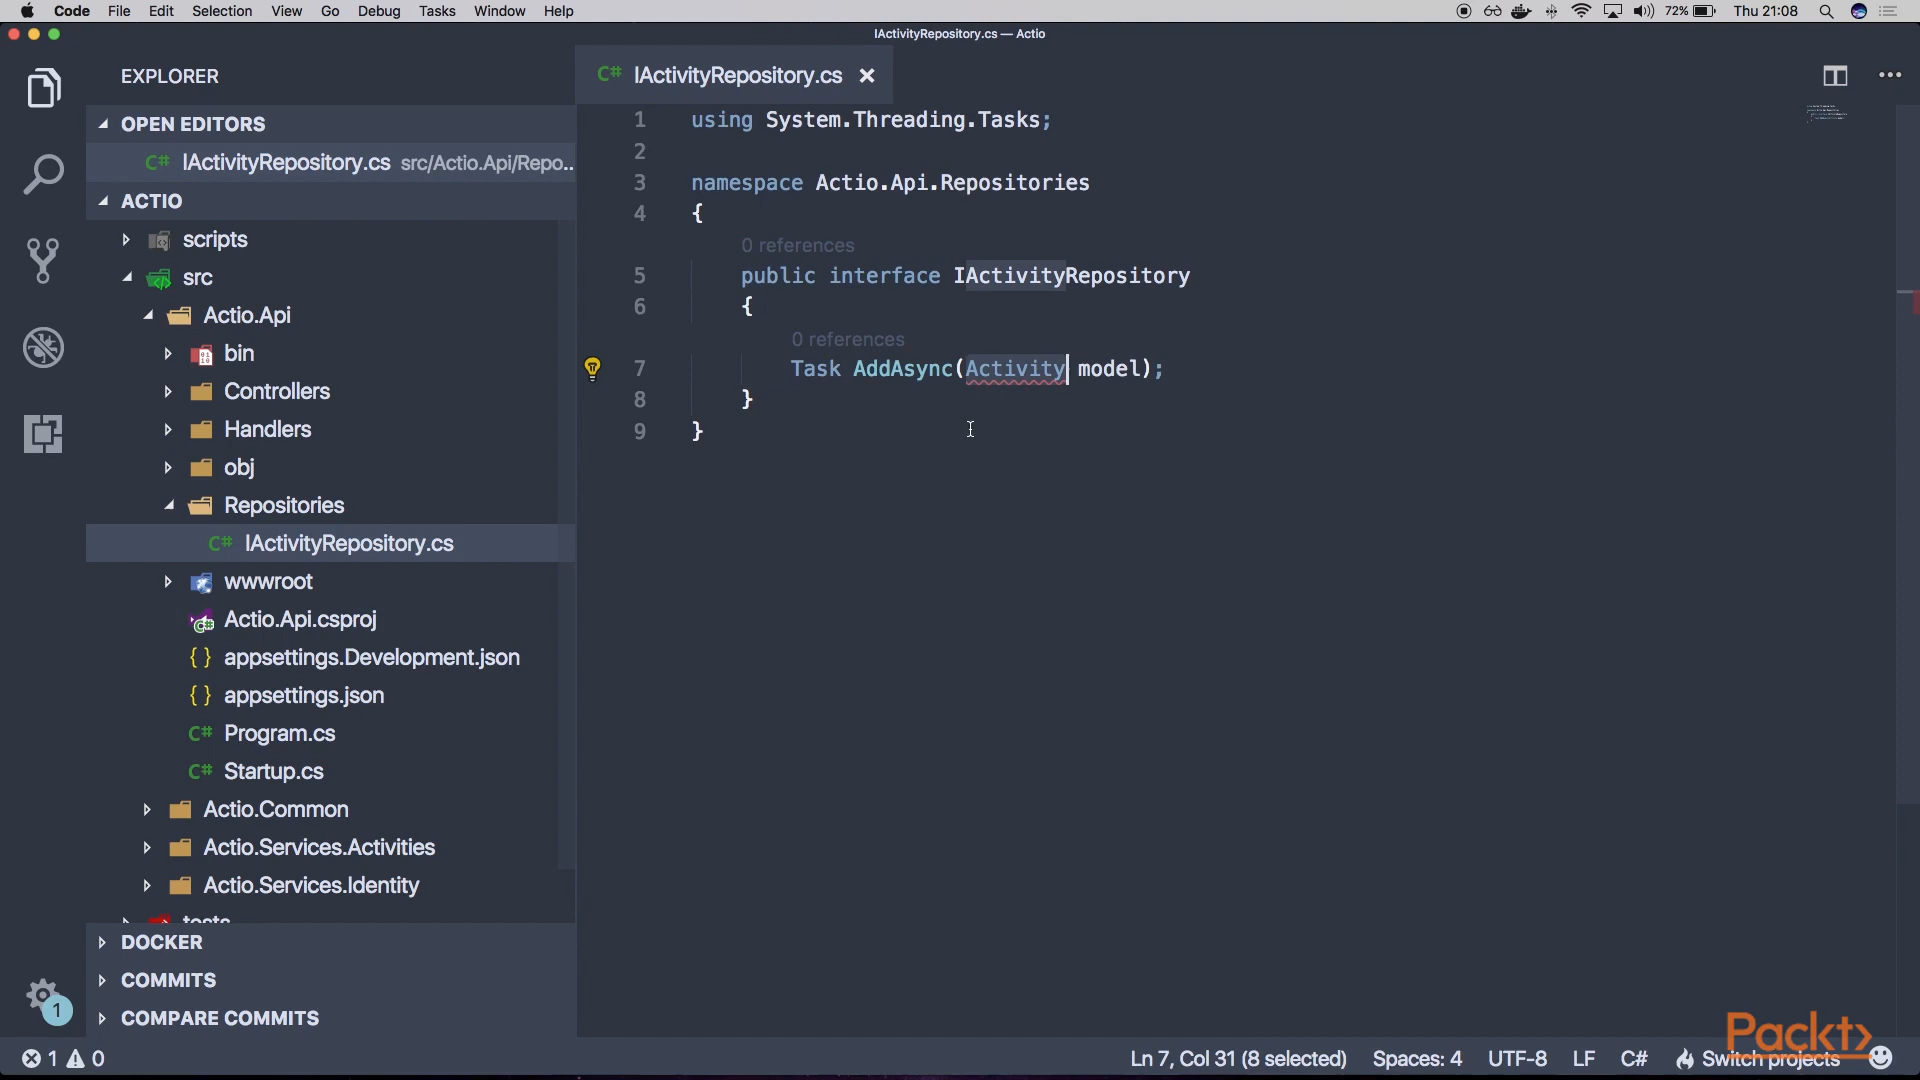 Code File Edit Selection View Go Debug Tasks Window Help 72% Thu 21:08
IActivityRepository.cs — Actio
EXPLORER
OPEN EDITORS
C# IActivityRepository.cs src/Actio.Api/Repo...
ACTIO
scripts
src
Actio.Api
bin
Controllers
Handlers
obj
Repositories
C# IActivityRepository.cs
wwwroot
Actio.Api.csproj
{ } appsettings.Development.json
{ } appsettings.json
C# Program.cs
C# Startup.cs
Actio.Common
Actio.Services.Activities
Actio.Services.Identity
tests
DOCKER
COMMITS
COMPARE COMMITS
1
C# IActivityRepository.cs
1 using System.Threading.Tasks;
2
3 namespace Actio.Api.Repositories
4 {
0 references
5 public interface IActivityRepository
6 {
0 references
7 Task AddAsync(Activity model);
8 }
9 }
Packt>
1 0 Ln 7, Col 31 (8 selected) Spaces: 4 UTF-8 LF C# Switch projects